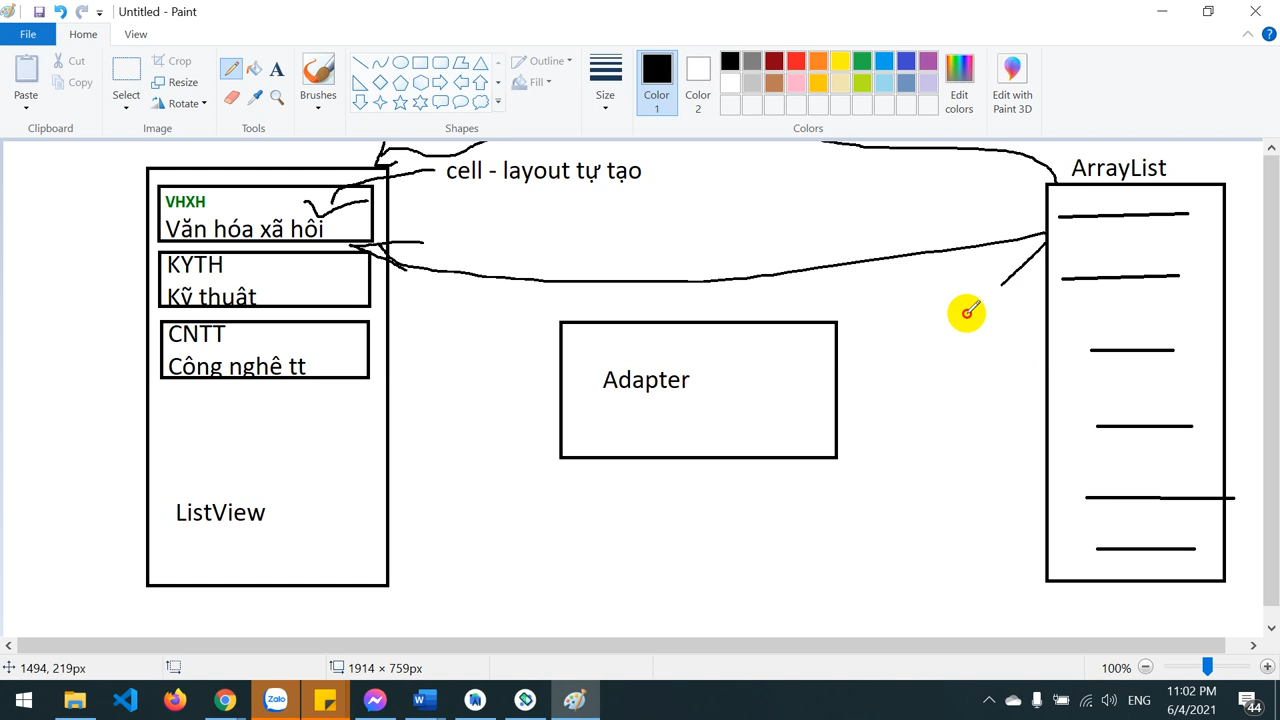 Untitled - Paint
File
Home
View
Paste
Cut
Copy
Clipboard
Select
Crop
Resize
Rotate
Image
A
Tools
Brushes
Outline
Fill
Shapes
Size
Color
1
Color
2
Edit
colors
Edit with
Paint 3D
Colors
cell - layout tự tạo
ArrayList
VHXH
Văn hóa xã hôi
KYTH
Kỹ thuât
CNTT
Công nghê tt
Adapter
ListView
1494, 219px
1914 × 759px
100%
Zalo
ENG
11:02 PM
6/4/2021
44